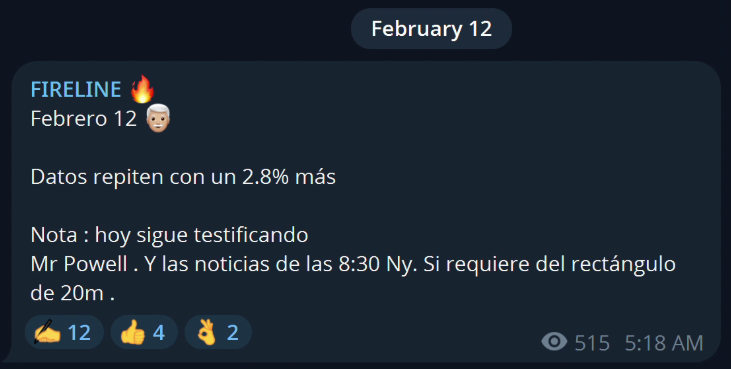 February 12
FIRELINE 🔥
Febrero 12 👨🏼‍🦳
Datos repiten con un 2.8% más
Nota : hoy sigue testificando
Mr Powell . Y las noticias de las 8:30 Ny. Si requiere del rectángulo
de 20m .
✍️ 12 👍 4 👌 2
515 5:18 AM